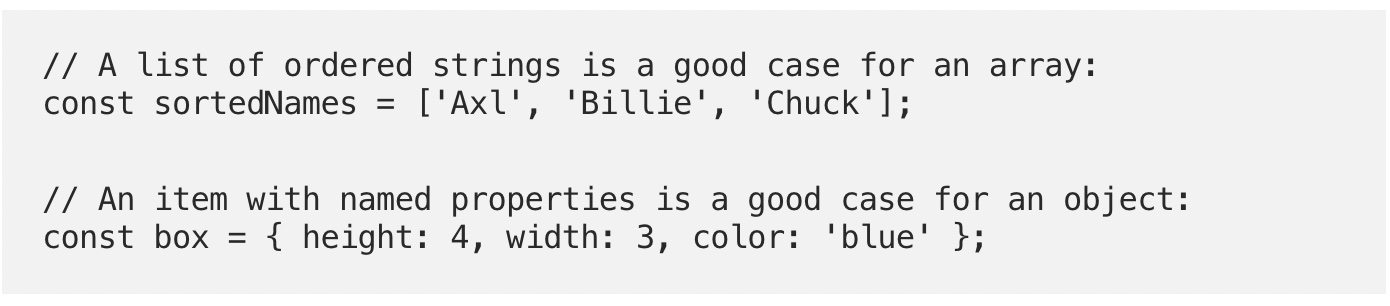 // A list of ordered strings is a good case for an array:
const sortedNames = ['Axl', 'Billie', 'Chuck'];
// An item with named properties is a good case for an object:
const box = { height: 4, width: 3, color: 'blue' };